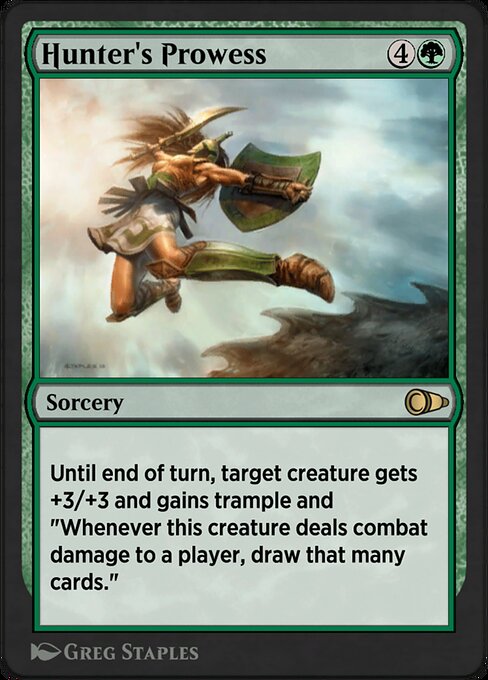 Hunter's Prowess
4
Sorcery
Until end of turn, target creature gets
+3/+3 and gains trample and
"Whenever this creature deals combat
damage to a player, draw that many
cards."
Greg Staples